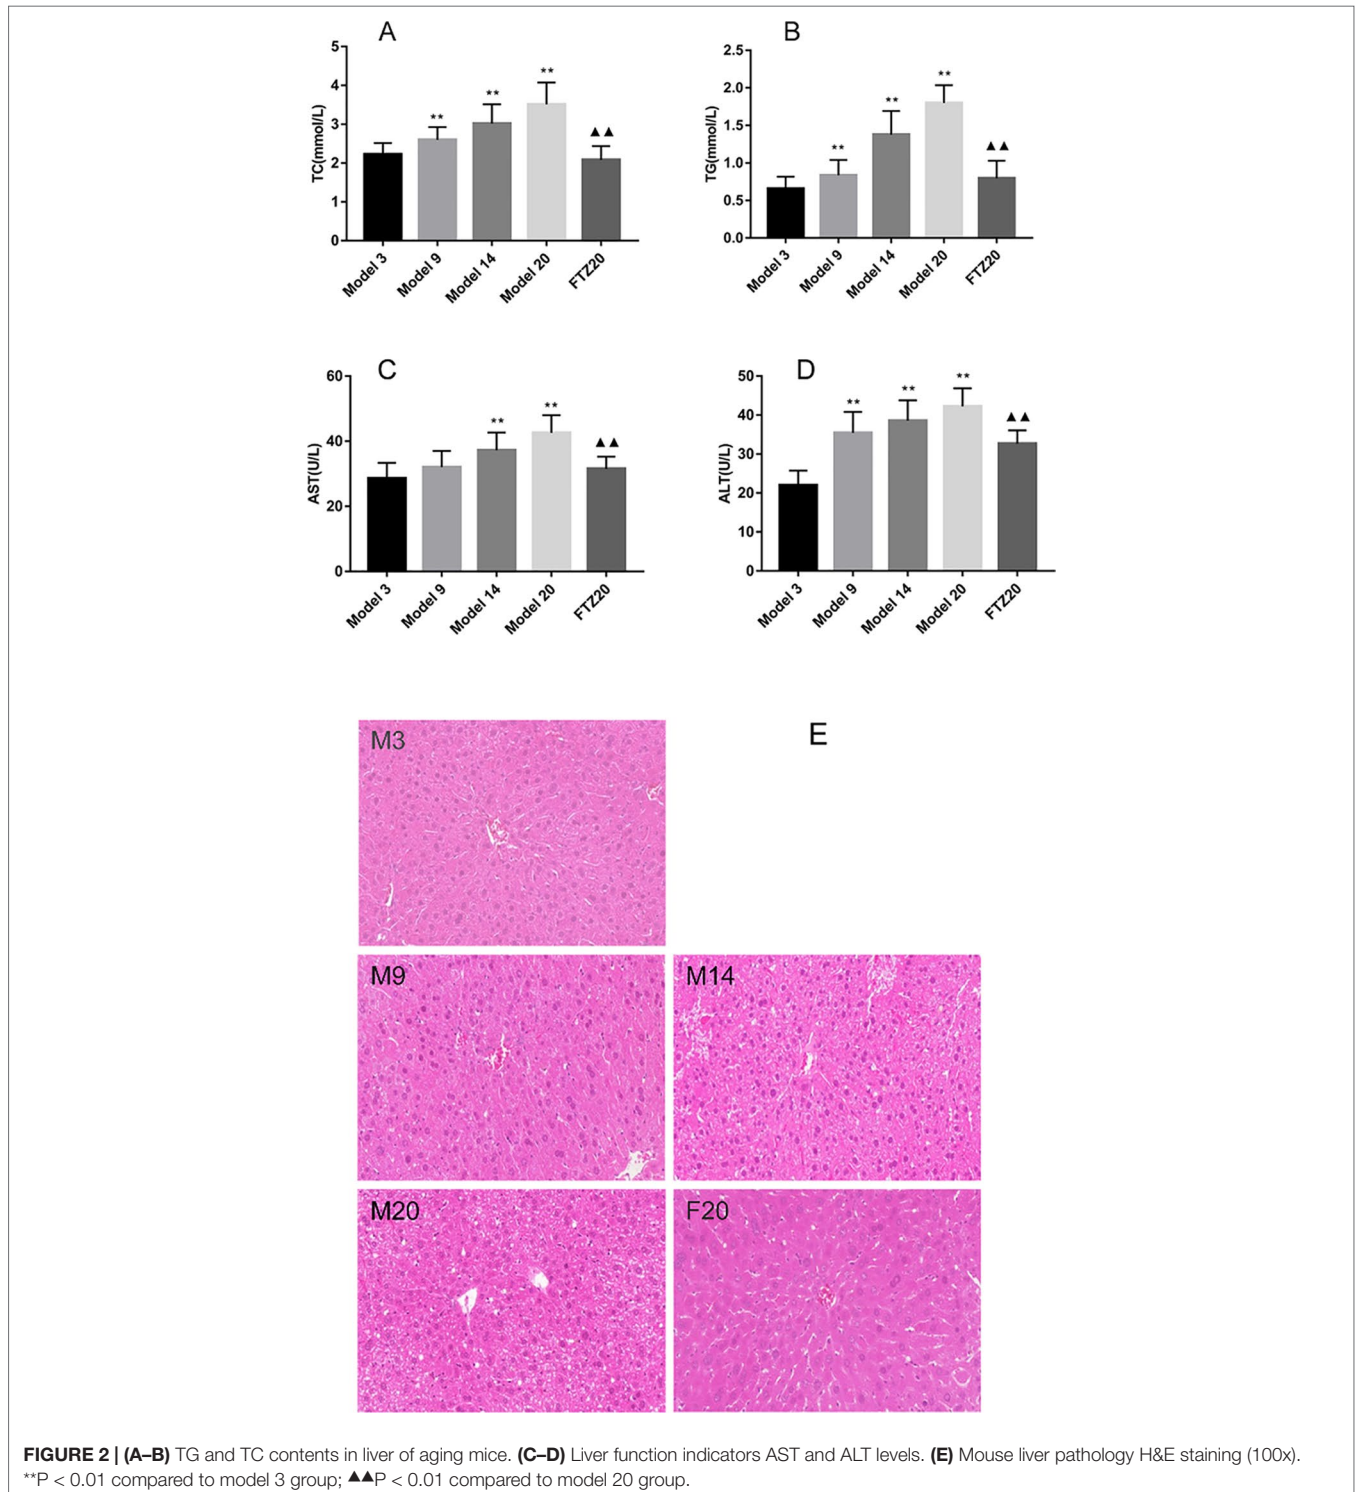 A
5
4
3
2
1
0
TC(mmol/L)
**
**
**
▲▲
Model 3
Model 9
Model 14
Model 20
FTZ20
B
2.5
2.0
1.5
1.0
0.5
0.0
TG(mmol/L)
**
**
**
▲▲
Model 3
Model 9
Model 14
Model 20
FTZ20
C
60
40
20
0
AST(U/L)
**
**
▲▲
Model 3
Model 9
Model 14
Model 20
FTZ20
D
50
40
30
20
10
0
ALT(U/L)
**
**
**
▲▲
Model 3
Model 9
Model 14
Model 20
FTZ20
E
M3
M9
M14
M20
F20
FIGURE 2 | (A–B) TG and TC contents in liver of aging mice. (C–D) Liver function indicators AST and ALT levels. (E) Mouse liver pathology H&E staining (100x).
**P < 0.01 compared to model 3 group; ▲▲P < 0.01 compared to model 20 group.